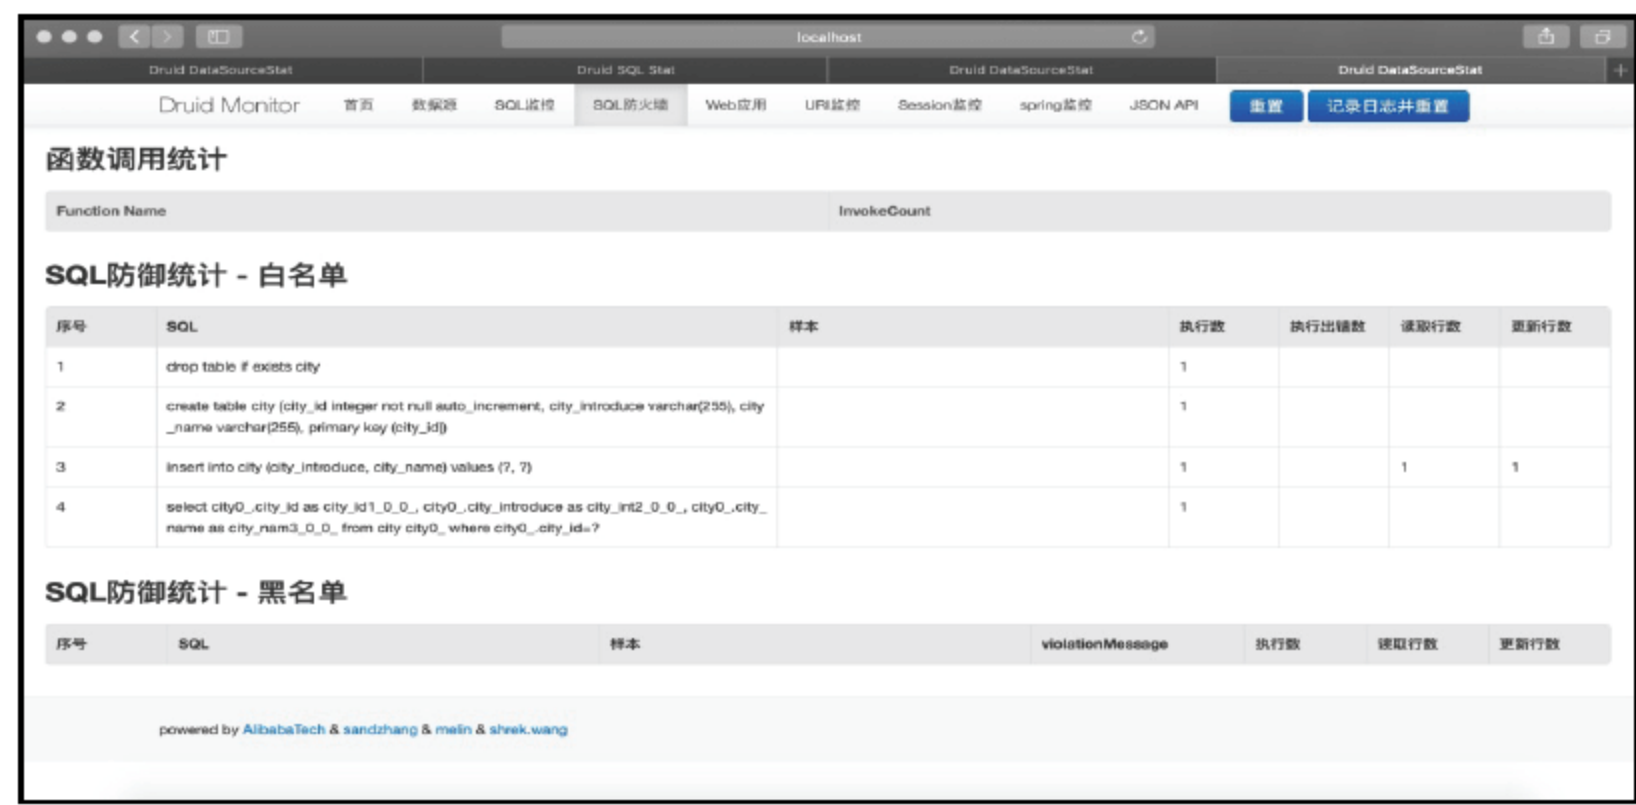 localhost
Druid DataSourceStat Druid SQL Stat Druid DataSourceStat Druid DataSourceStat
Druid Monitor 首页 数据源 SQL监控 SQL防火墙 Web应用 URI监控 Session监控 spring监控 JSON API 重置 记录日志并重置
函数调用统计
Function Name InvokeCount
SQL防御统计 - 白名单
序号 SQL 样本 执行数 执行出错数 读取行数 更新行数
1 drop table if exists city 1
2 create table city (city_id integer not null auto_increment, city_introduce varchar(255), city 1
_name varchar(255), primary key (city_id))
3 insert into city (city_introduce, city_name) values (?, ?) 1 1 1
4 select city0_.city_id as city_id1_0_0_, city0_.city_introduce as city_int2_0_0_, city0_.city_ 1
name as city_nam3_0_0_ from city city0_ where city0_.city_id=?
SQL防御统计 - 黑名单
序号 SQL 样本 violationMessage 执行数 读取行数 更新行数
powered by AlibabaTech & sandzhang & melin & shrek.wang